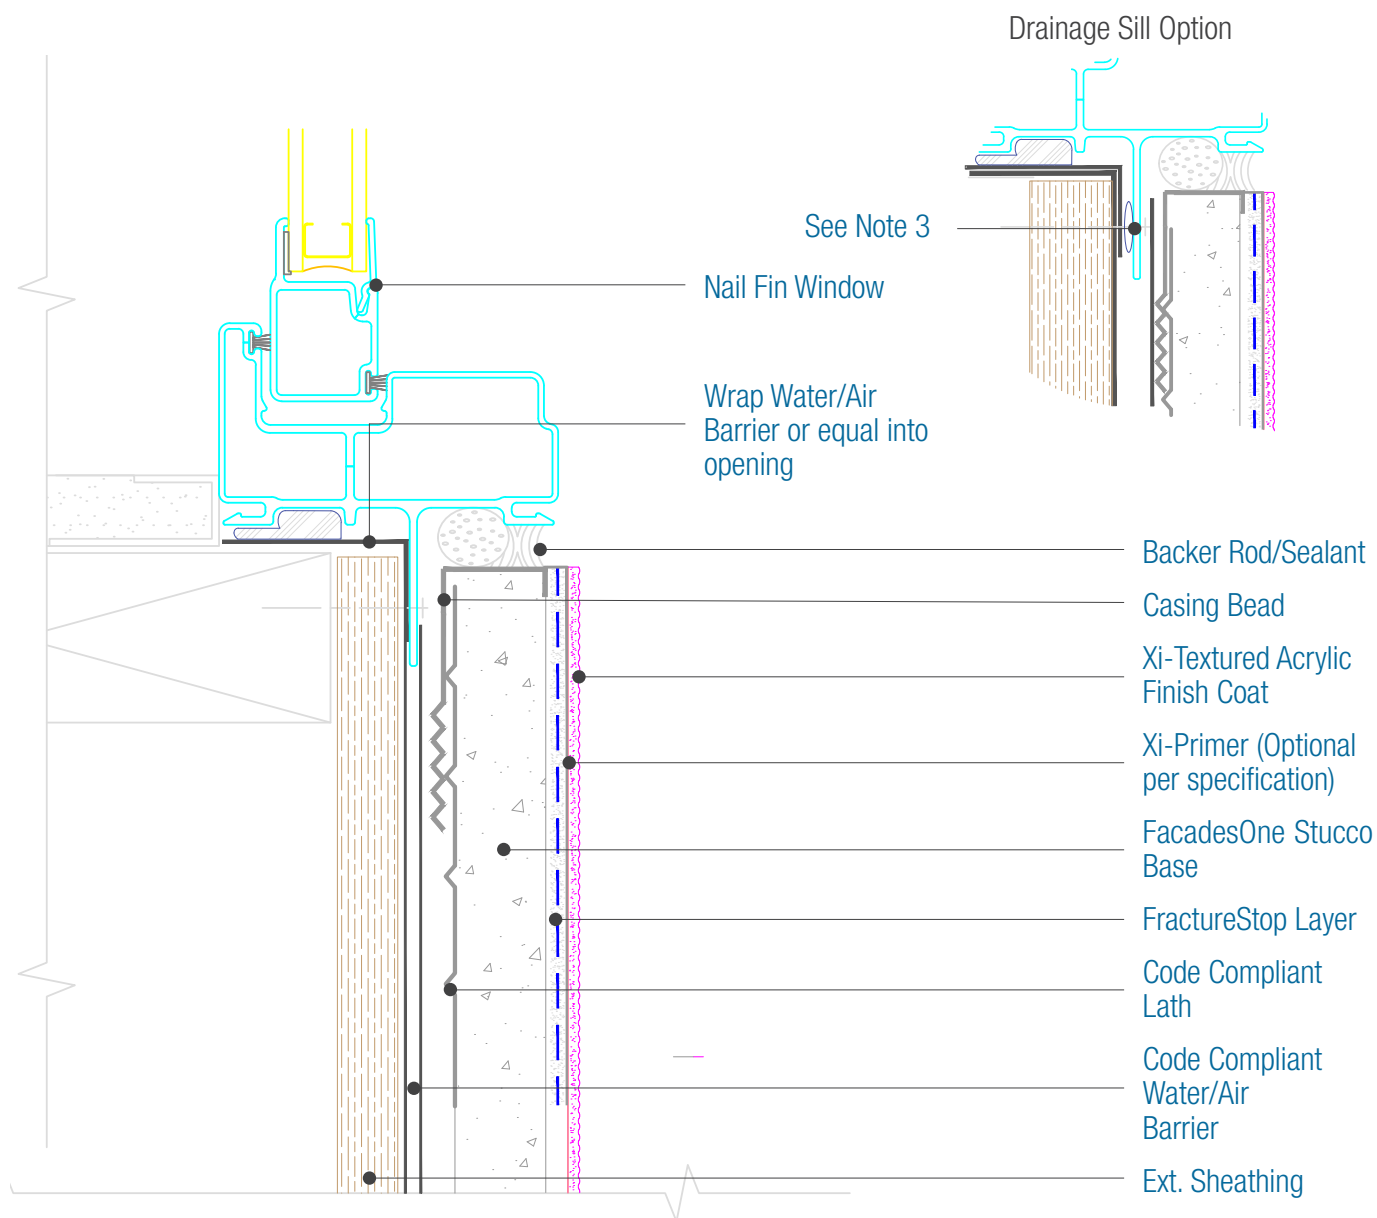 Drainage Sill Option
See Note 3
Nail Fin Window
Wrap Water/Air
Barrier or equal into
opening
Backer Rod/Sealant
Casing Bead
Xi-Textured Acrylic
Finish Coat
Xi-Primer (Optional
per specification)
FacadesOne Stucco
Base
FractureStop Layer
Code Compliant
Lath
Code Compliant
Water/Air
Barrier
Ext. Sheathing